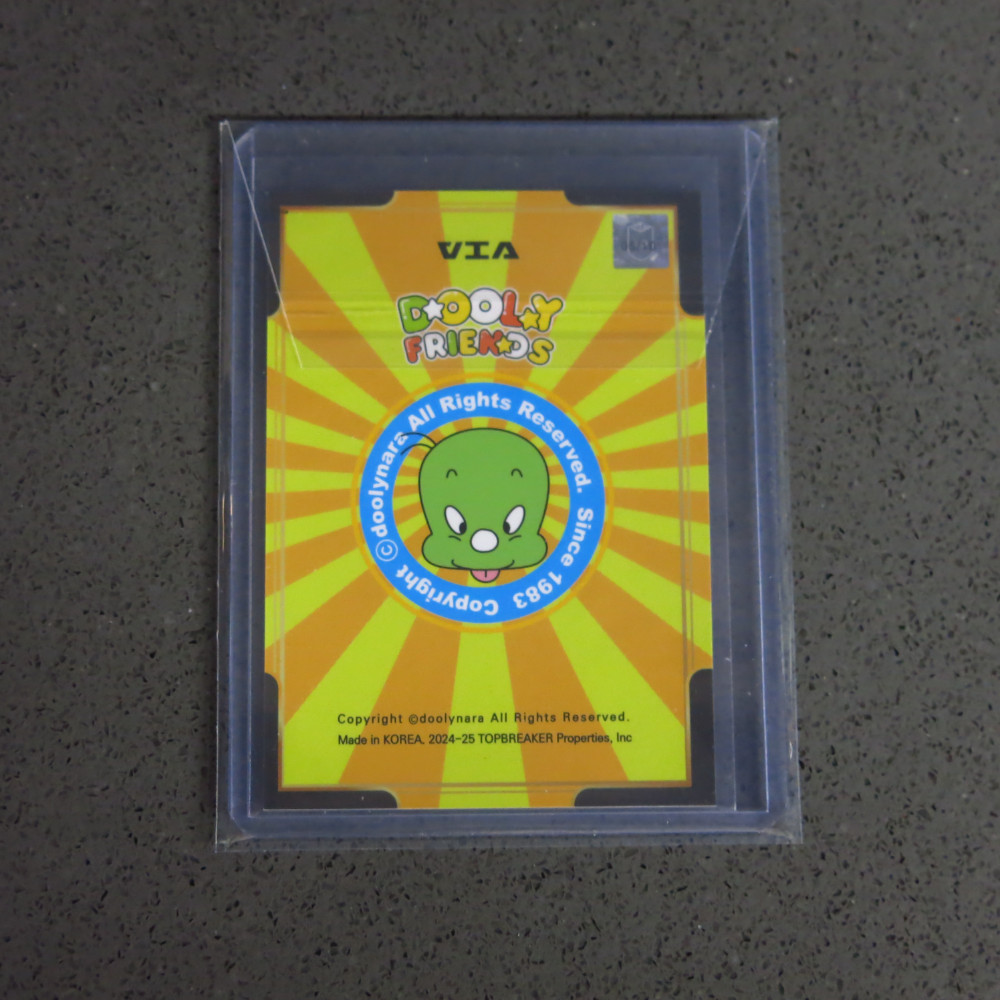 VIA
DOOLY
FRIENDS
Copyright ©doolynara All Rights Reserved. Since 1983
Copyright ©doolynara All Rights Reserved.
Made in KOREA. 2024-25 TOPBREAKER Properties, Inc